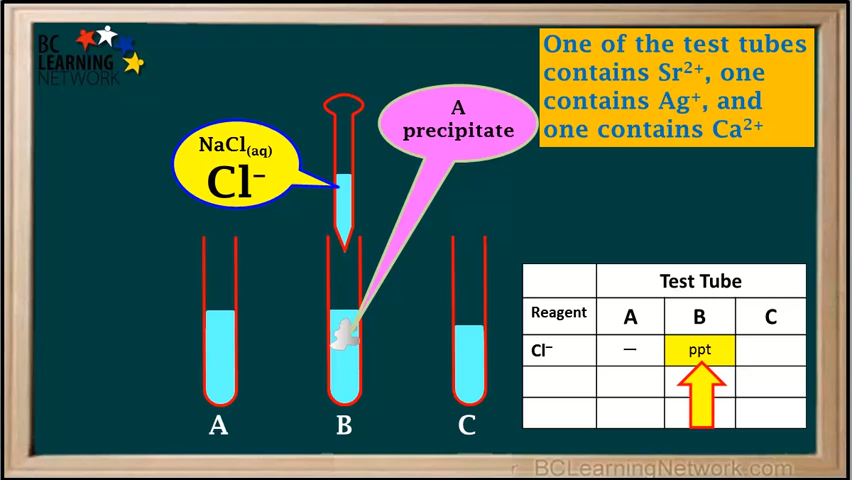 BC
LEARNING
NETWORK
One of the test tubes
contains Sr²⁺, one
contains Ag⁺, and
one contains Ca²⁺
A
precipitate
NaCl(aq)
Cl⁻
A
B
C
Test Tube
Reagent A B C
Cl⁻ — ppt
BCLearningNetwork.com